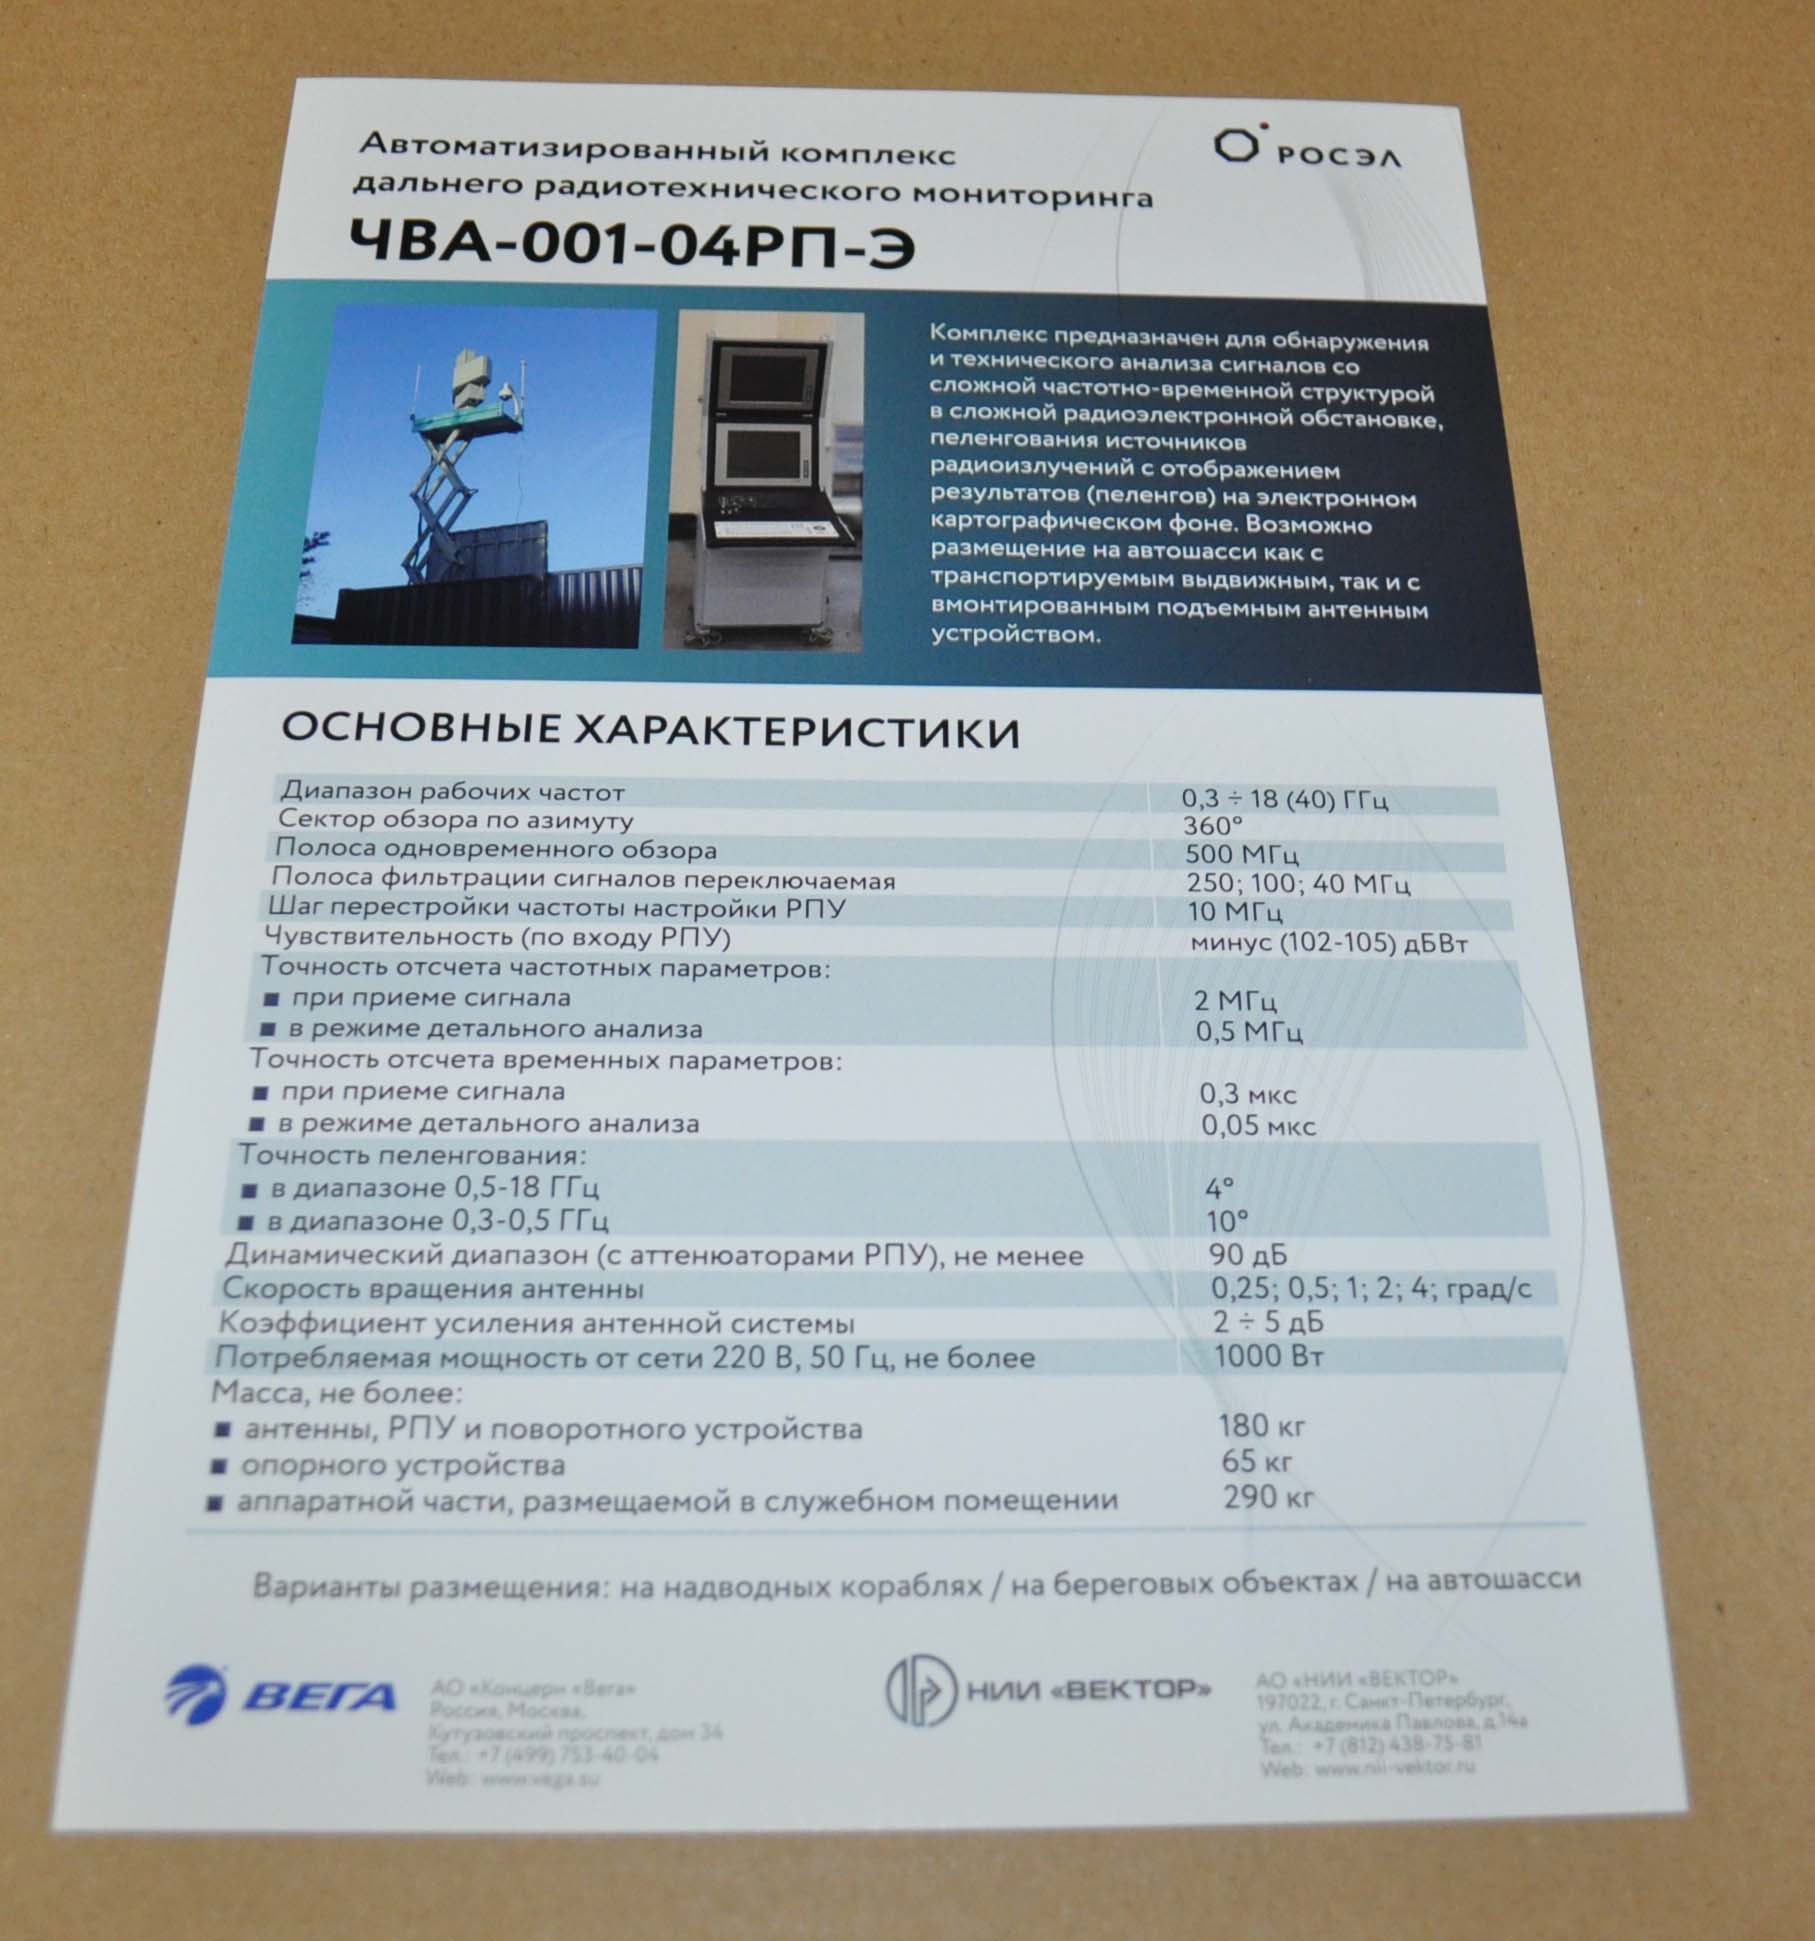 Автоматизированный комплекс
дальнего радиотехнического мониторинга
ЧВА-001-04РП-Э
РОСЭЛ
Комплекс предназначен для обнаружения
и технического анализа сигналов со
сложной частотно-временной структурой
в сложной радиоэлектронной обстановке,
пеленгования источников
радиоизлучений с отображением
результатов (пеленгов) на электронном
картографическом фоне. Возможно
размещение на автошасси как с
транспортируемым выдвижным, так и с
вмонтированным подъемным антенным
устройством.
ОСНОВНЫЕ ХАРАКТЕРИСТИКИ
Диапазон рабочих частот 0,3 ÷ 18 (40) ГГц
Сектор обзора по азимуту 360°
Полоса одновременного обзора 500 МГц
Полоса фильтрации сигналов переключаемая 250; 100; 40 МГц
Шаг перестройки частоты настройки РПУ 10 МГц
Чувствительность (по входу РПУ) минус (102-105) дБВт
Точность отсчета частотных параметров:
▪ при приеме сигнала 2 МГц
▪ в режиме детального анализа 0,5 МГц
Точность отсчета временных параметров:
▪ при приеме сигнала 0,3 мкс
▪ в режиме детального анализа 0,05 мкс
Точность пеленгования:
▪ в диапазоне 0,5-18 ГГц 4°
▪ в диапазоне 0,3-0,5 ГГц 10°
Динамический диапазон (с аттенюаторами РПУ), не менее 90 дБ
Скорость вращения антенны 0,25; 0,5; 1; 2; 4; град/с
Коэффициент усиления антенной системы 2 ÷ 5 дБ
Потребляемая мощность от сети 220 В, 50 Гц, не более 1000 Вт
Масса, не более:
▪ антенны, РПУ и поворотного устройства 180 кг
▪ опорного устройства 65 кг
▪ аппаратной части, размещаемой в служебном помещении 290 кг
Варианты размещения: на надводных кораблях / на береговых объектах / на автошасси
ВЕГА
АО «Концерн «Вега»
Россия, Москва,
Кутузовский проспект, дом 34
Тел.: +7 (499) 753-40-04
Web: www.vega.su
НИИ «ВЕКТОР»
АО «НИИ «ВЕКТОР»
197022, г. Санкт-Петербург,
ул. Академика Павлова, д.14а
Тел.: +7 (812) 438-75-81
Web: www.nii-vektor.ru